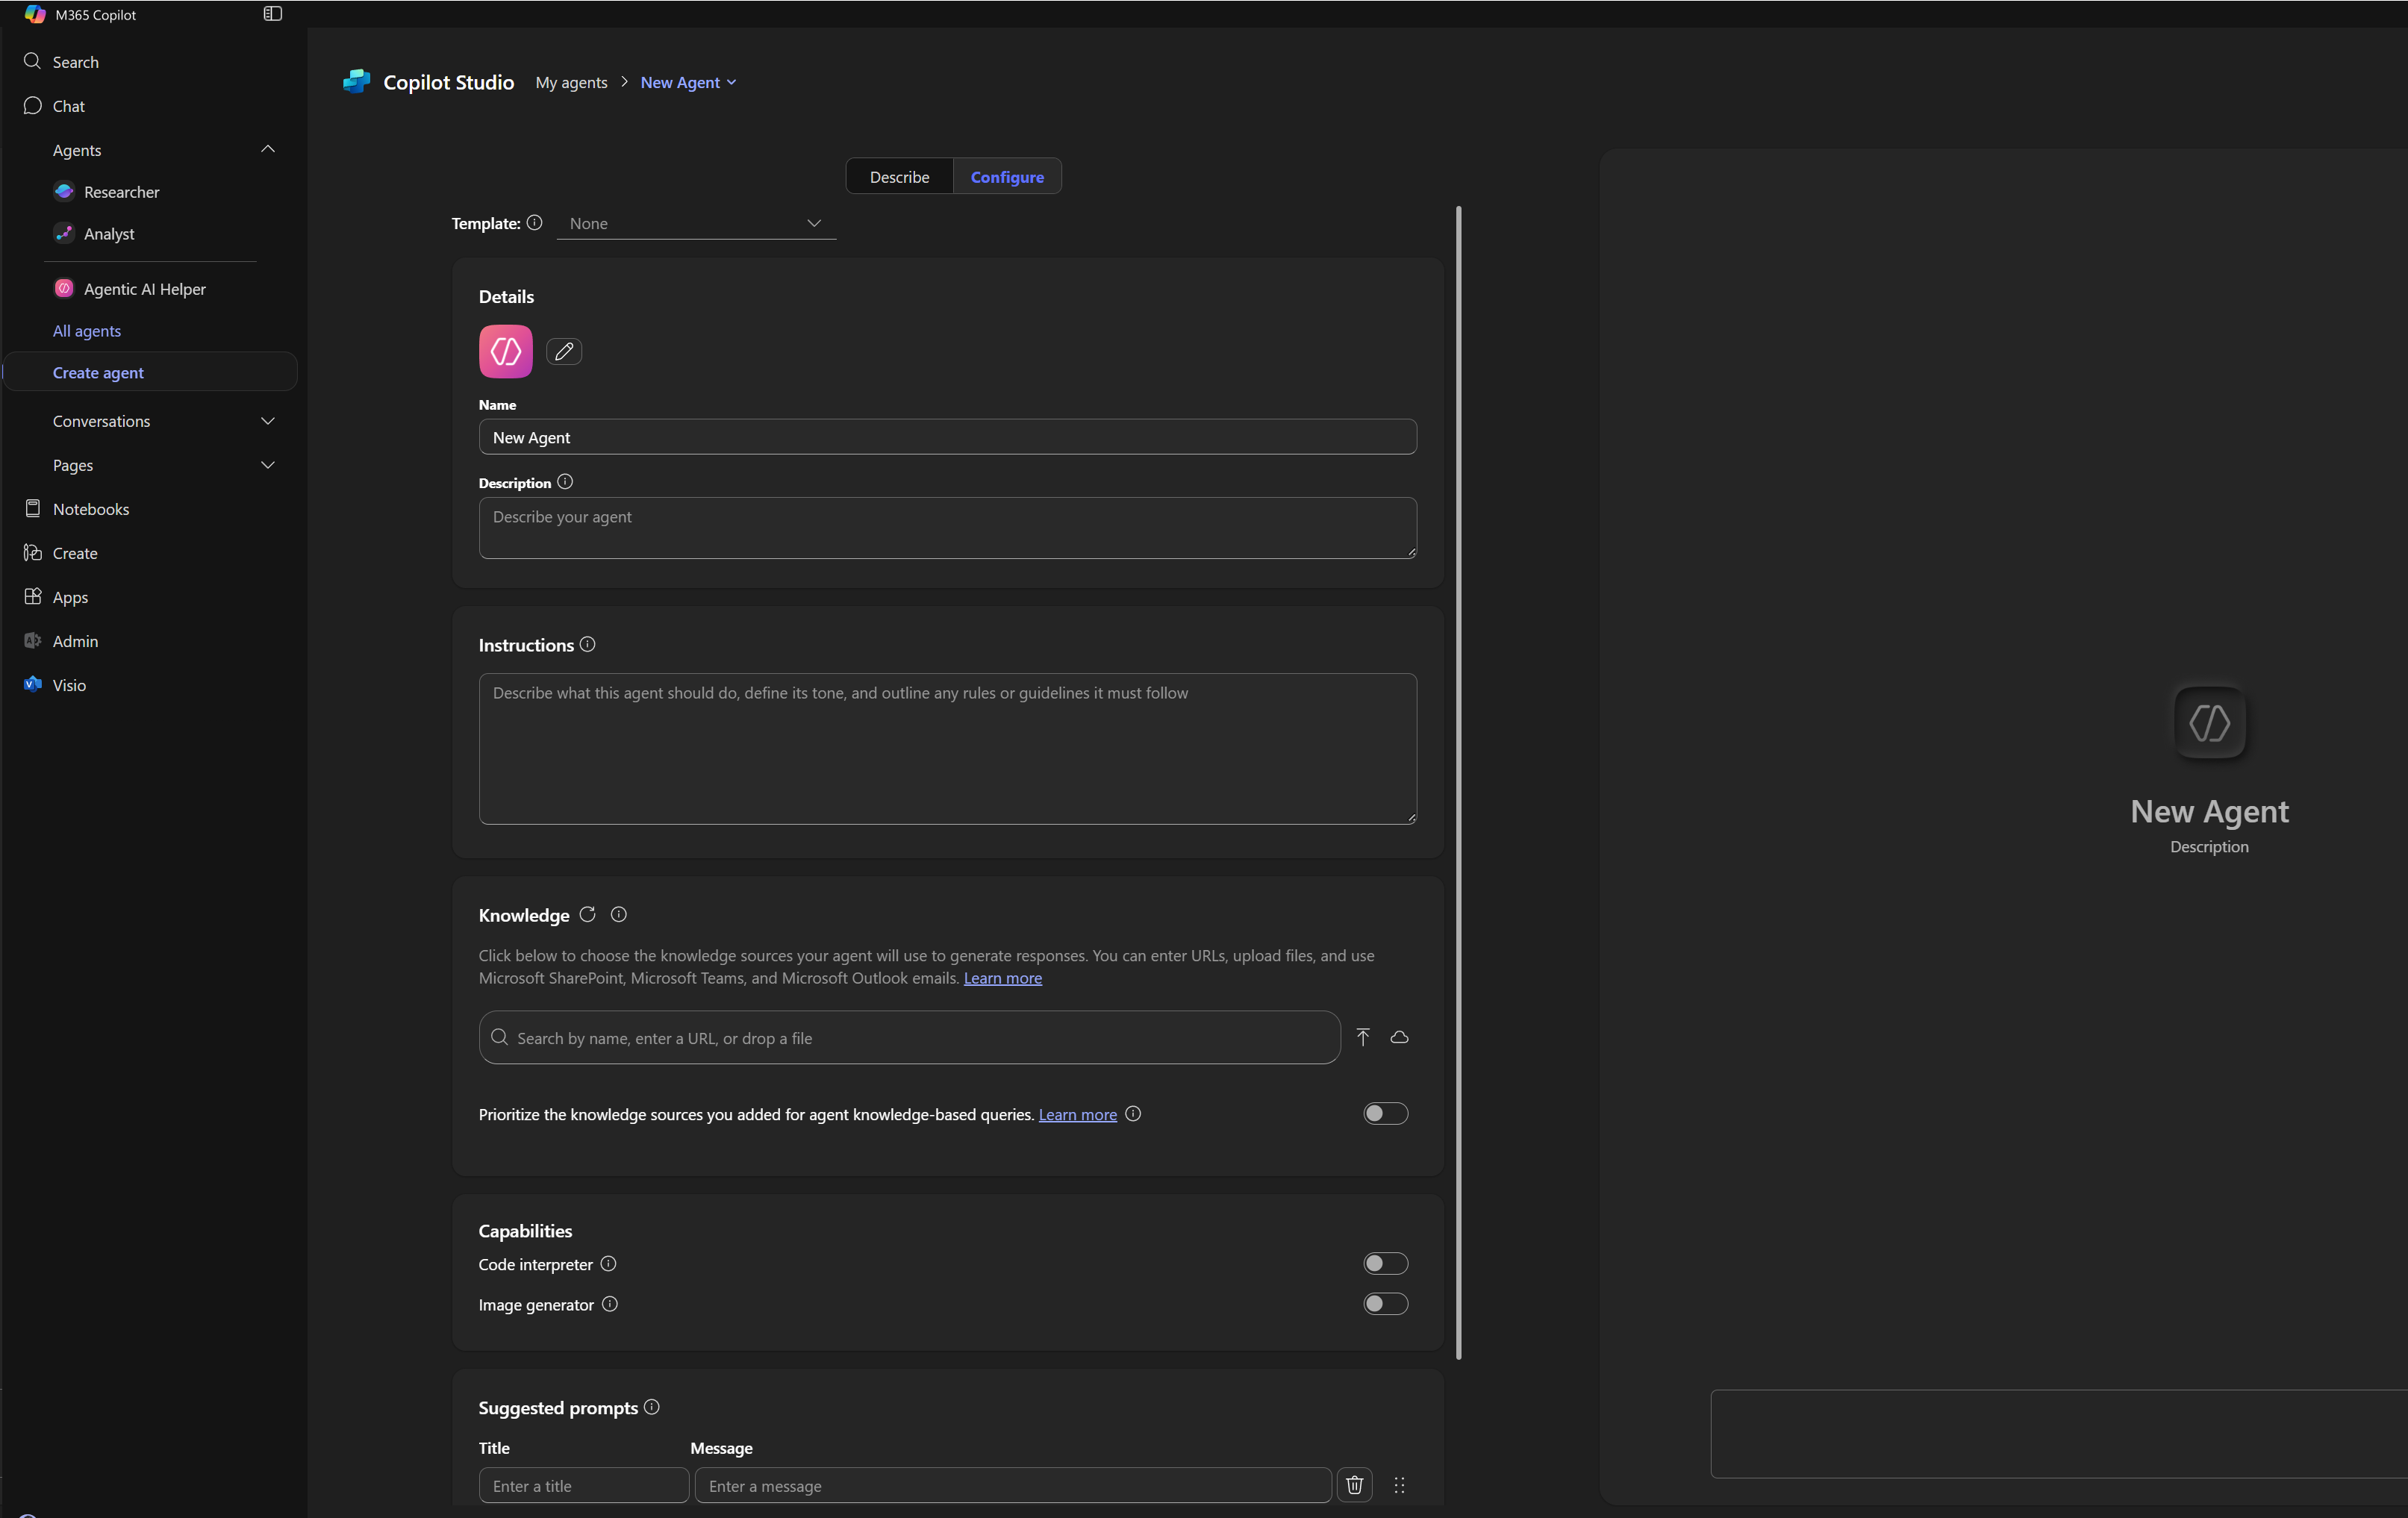 M365 Copilot
Search
Chat
Agents
Researcher
Analyst
Agentic AI Helper
All agents
Create agent
Conversations
Pages
Notebooks
Create
Apps
Admin
Visio
Copilot Studio My agents > New Agent
Describe Configure
Template: None
Details
Name
New Agent
Description
Describe your agent
Instructions
Describe what this agent should do, define its tone, and outline any rules or guidelines it must follow
Knowledge
Click below to choose the knowledge sources your agent will use to generate responses. You can enter URLs, upload files, and use
Microsoft SharePoint, Microsoft Teams, and Microsoft Outlook emails. Learn more
Search by name, enter a URL, or drop a file
Prioritize the knowledge sources you added for agent knowledge-based queries. Learn more
Capabilities
Code interpreter
Image generator
Suggested prompts
Title Message
Enter a title Enter a message
New Agent
Description